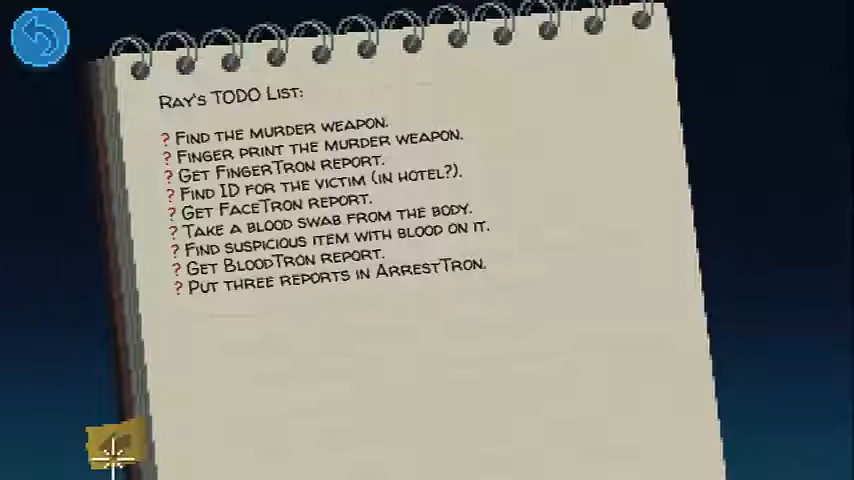 Ray's TODO List:
? Find the murder weapon.
? Finger print the murder weapon.
? Get FingerTron report.
? Find ID for the victim (in hotel?).
? Get FaceTron report.
? Take a blood swab from the body.
? Find suspicious item with blood on it.
? Get BloodTron report.
? Put three reports in ArrestTron.